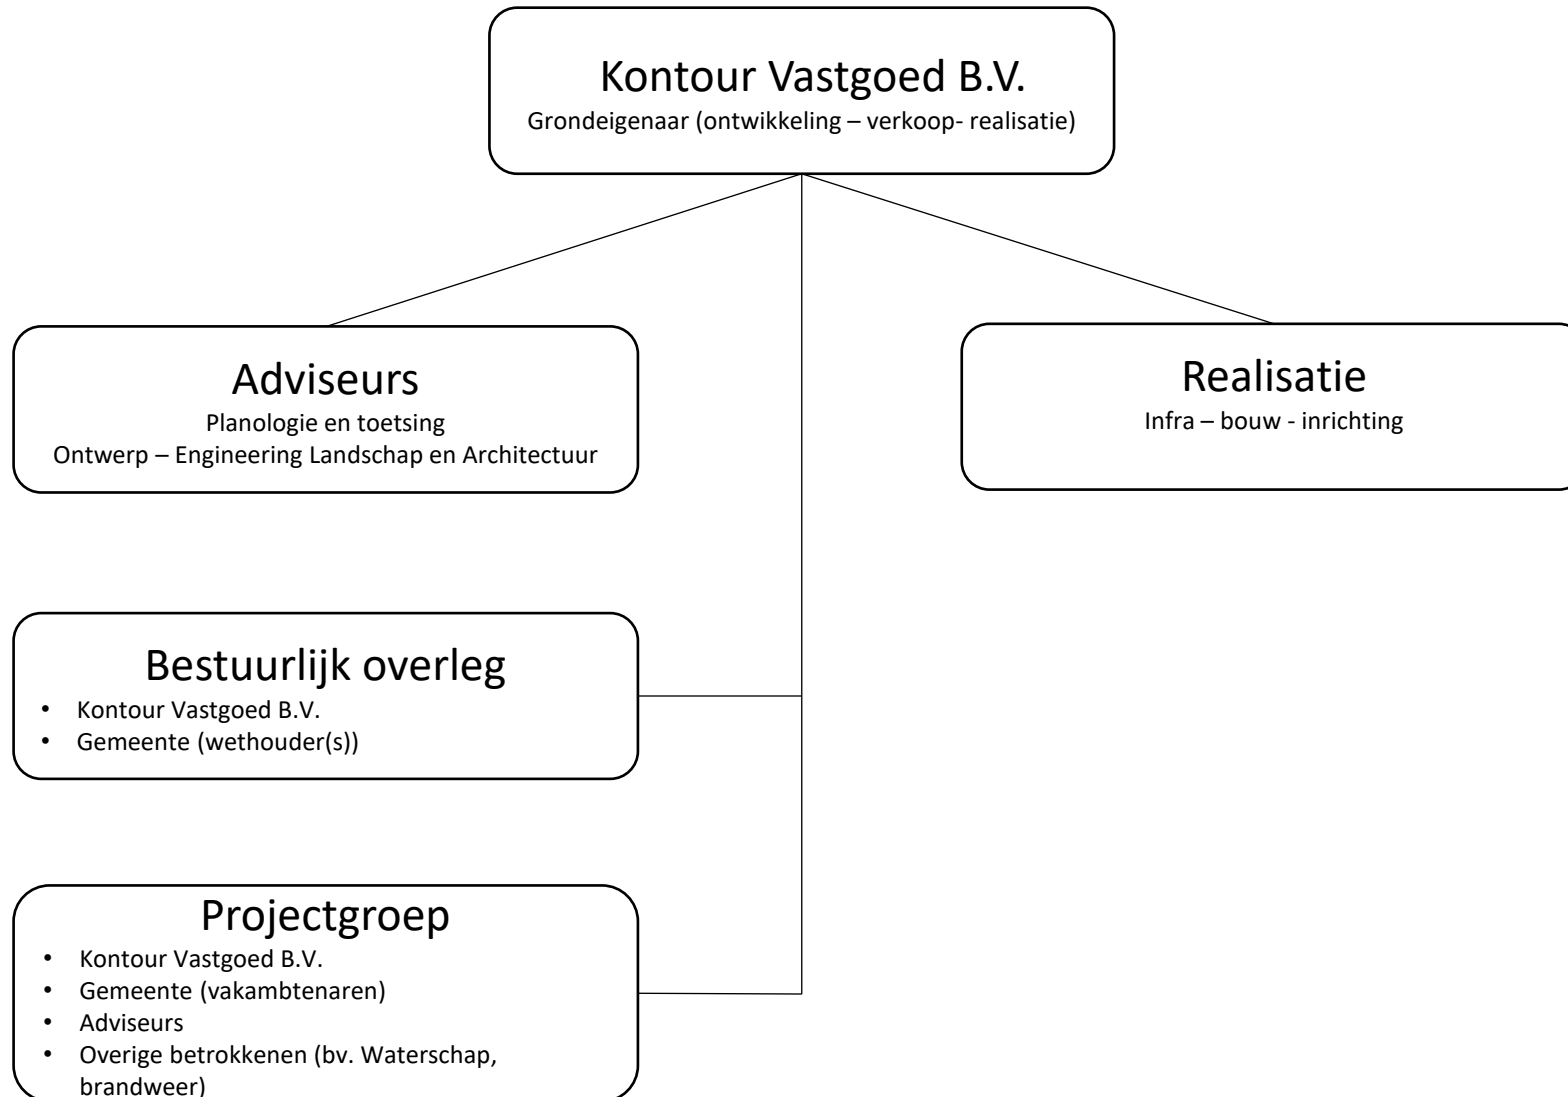 Kontour Vastgoed B.V.
Grondeigenaar (ontwikkeling – verkoop- realisatie)
Adviseurs
Planologie en toetsing
Ontwerp – Engineering Landschap en Architectuur
Realisatie
Infra – bouw - inrichting
Bestuurlijk overleg
• Kontour Vastgoed B.V.
• Gemeente (wethouder(s))
Projectgroep
• Kontour Vastgoed B.V.
• Gemeente (vakambtenaren)
• Adviseurs
• Overige betrokkenen (bv. Waterschap,
brandweer)